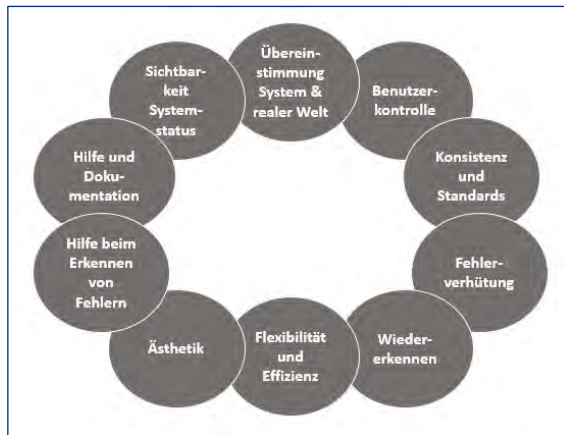 Sichtbar-
keit
System-
status
Überein-
stimmung
System &
realer Welt
Benutzer-
kontrolle
Konsistenz
und
Standards
Fehler-
verhütung
Wieder-
erkennen
Flexibilität
und
Effizienz
Ästhetik
Hilfe beim
Erkennen
von
Fehlern
Hilfe und
Doku-
mentation